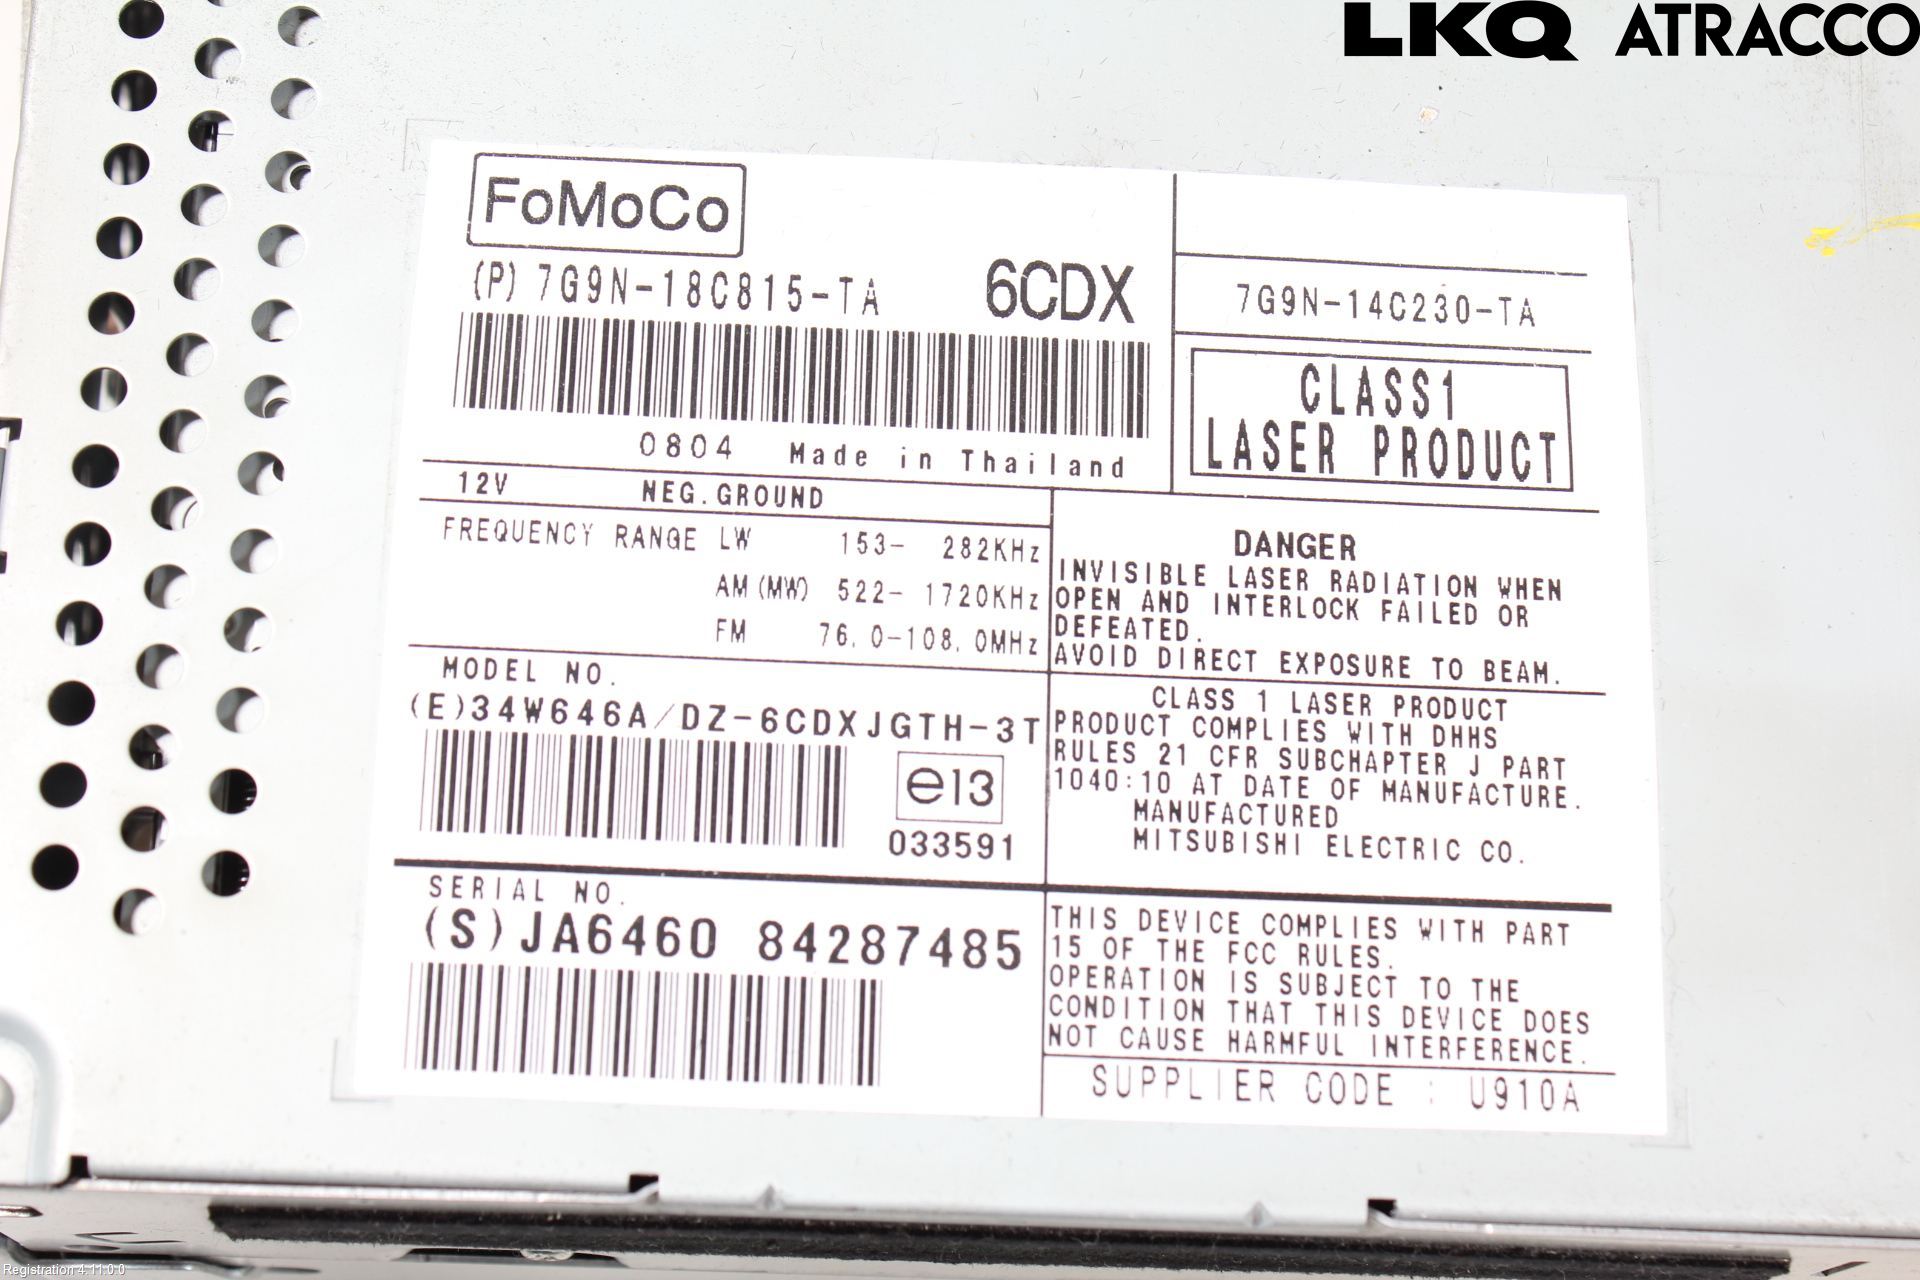 LKQ ATRACCO
FoMoCo
(P) 7G9N-18C815-TA 6CDX
0804 Made in Thailand
7G9N-14C230-TA
CLASS1
LASER PRODUCT
12V NEG.GROUND
FREQUENCY RANGE LW 153- 282KHz
AM (MW) 522- 1720KHz
FM 76.0-108.0MHz
MODEL NO.
(E)34W646A/DZ-6CDXJGTH-3T
e13
033591
SERIAL NO.
(S)JA6460 84287485
DANGER
INVISIBLE LASER RADIATION WHEN
OPEN AND INTERLOCK FAILED OR
DEFEATED.
AVOID DIRECT EXPOSURE TO BEAM.
CLASS 1 LASER PRODUCT
PRODUCT COMPLIES WITH DHHS
RULES 21 CFR SUBCHAPTER J PART
1040:10 AT DATE OF MANUFACTURE.
MANUFACTURED
MITSUBISHI ELECTRIC CO.
THIS DEVICE COMPLIES WITH PART
15 OF THE FCC RULES.
OPERATION IS SUBJECT TO THE
CONDITION THAT THIS DEVICE DOES
NOT CAUSE HARMFUL INTERFERENCE.
SUPPLIER CODE : U910A
Registration 4.11.0.0